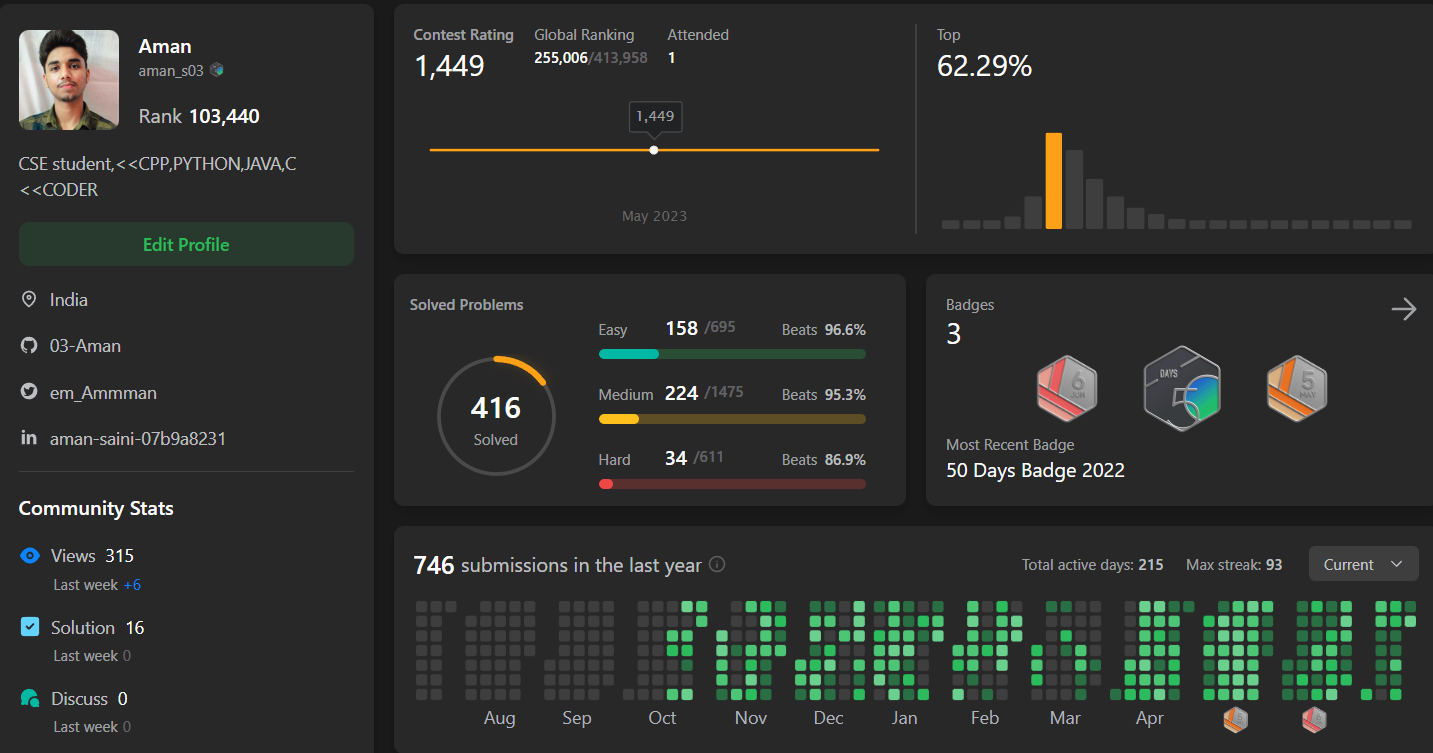 Aman
aman_s03
Rank 103,440
CSE student,<<CPP,PYTHON,JAVA,C
<<CODER
Edit Profile
India
03-Aman
em_Ammman
aman-saini-07b9a8231
Community Stats
Views 315
Last week +6
Solution 16
Last week 0
Discuss 0
Last week 0
Contest Rating
1,449
Global Ranking
255,006/413,958
Attended
1
1,449
May 2023
Top
62.29%
Solved Problems
416
Solved
Easy 158 /695 Beats 96.6%
Medium 224 /1475 Beats 95.3%
Hard 34 /611 Beats 86.9%
Badges
3
6
JUN
DAYS
5
MAY
Most Recent Badge
50 Days Badge 2022
746 submissions in the last year
Total active days: 215 Max streak: 93
Current
Aug Sep Oct Nov Dec Jan Feb Mar Apr